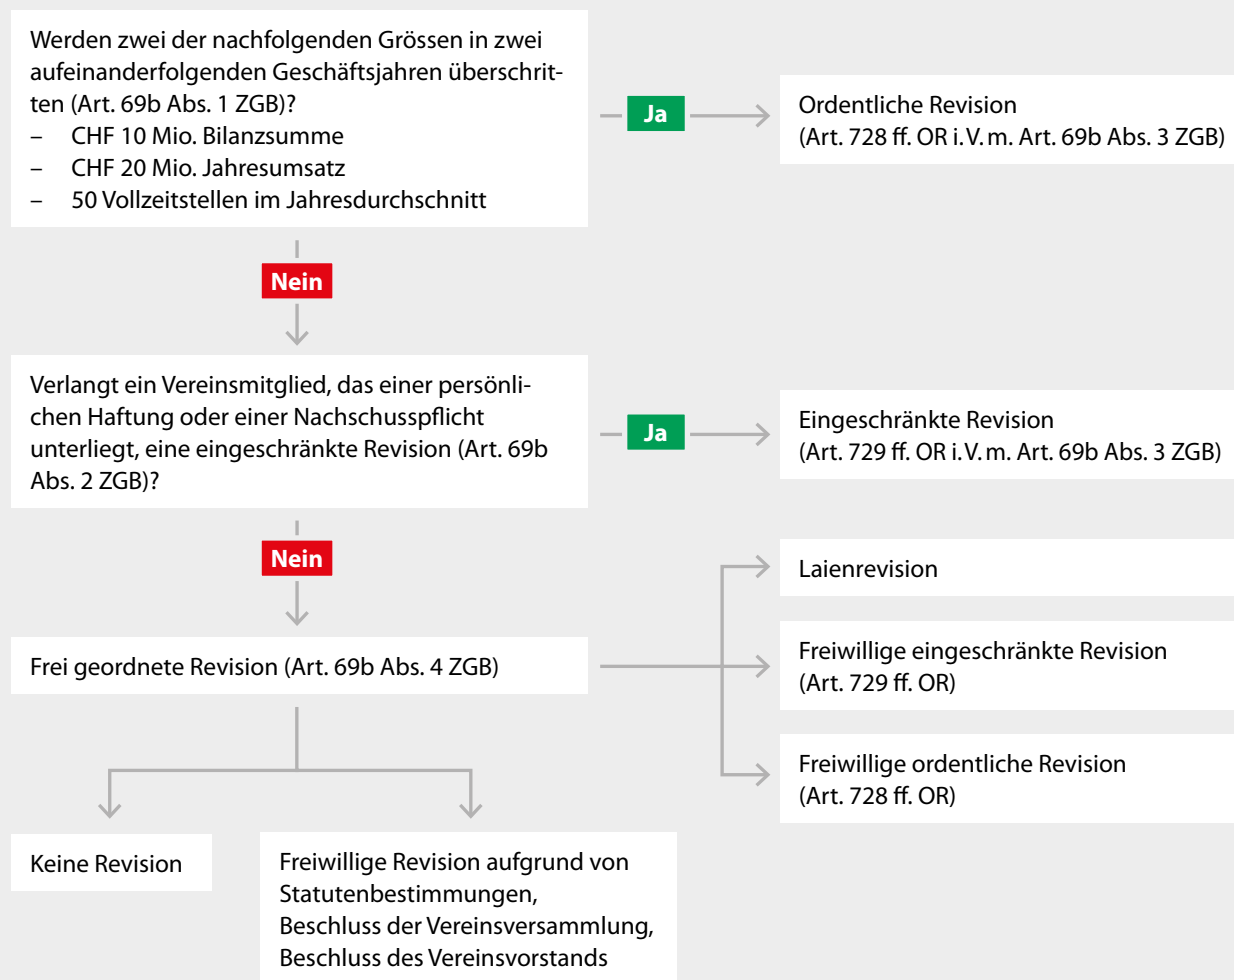 Werden zwei der nachfolgenden Grössen in zwei
aufeinanderfolgenden Geschäftsjahren überschrit-
ten (Art. 69b Abs. 1 ZGB)?
– CHF 10 Mio. Bilanzsumme
– CHF 20 Mio. Jahresumsatz
– 50 Vollzeitstellen im Jahresdurchschnitt
Ja
Ordentliche Revision
(Art. 728 ff. OR i. V. m. Art. 69b Abs. 3 ZGB)
Nein
Verlangt ein Vereinsmitglied, das einer persönli-
chen Haftung oder einer Nachschusspflicht
unterliegt, eine eingeschränkte Revision (Art. 69b
Abs. 2 ZGB)?
Ja
Eingeschränkte Revision
(Art. 729 ff. OR i. V. m. Art. 69b Abs. 3 ZGB)
Nein
Frei geordnete Revision (Art. 69b Abs. 4 ZGB)
Laienrevision
Freiwillige eingeschränkte Revision
(Art. 729 ff. OR)
Freiwillige ordentliche Revision
(Art. 728 ff. OR)
Keine Revision
Freiwillige Revision aufgrund von
Statutenbestimmungen,
Beschluss der Vereinsversammlung,
Beschluss des Vereinsvorstands